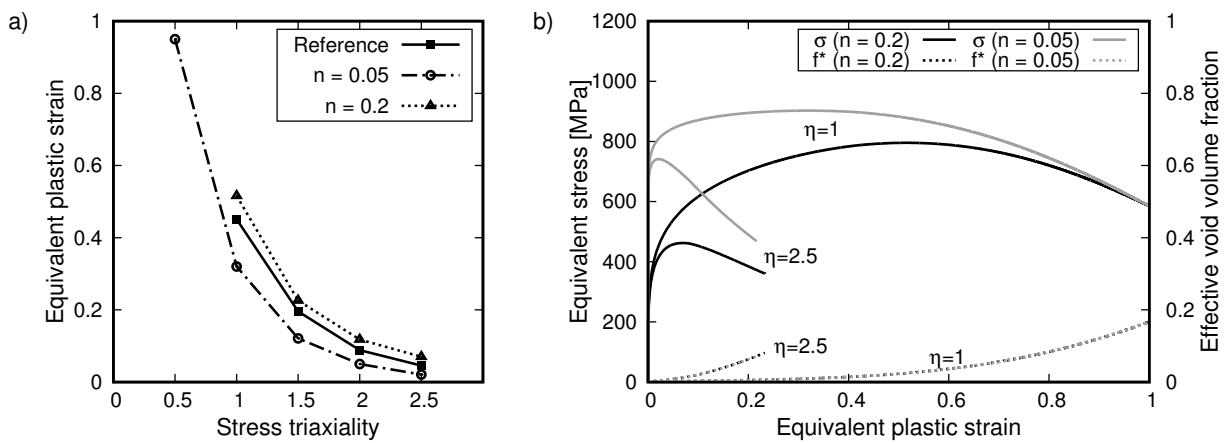 a)
Equivalent plastic strain
1
0.8
0.6
0.4
0.2
0
Reference
n = 0.05
n = 0.2
0 0.5 1 1.5 2 2.5
Stress triaxiality
b)
Equivalent stress [MPa]
1200
1000
800
600
400
200
0
σ (n = 0.2) σ (n = 0.05)
f* (n = 0.2) f* (n = 0.05)
η=1
η=2.5
η=2.5
η=1
0 0.2 0.4 0.6 0.8 1
Equivalent plastic strain
1
0.8
0.6
0.4
0.2
0
Effective void volume fraction